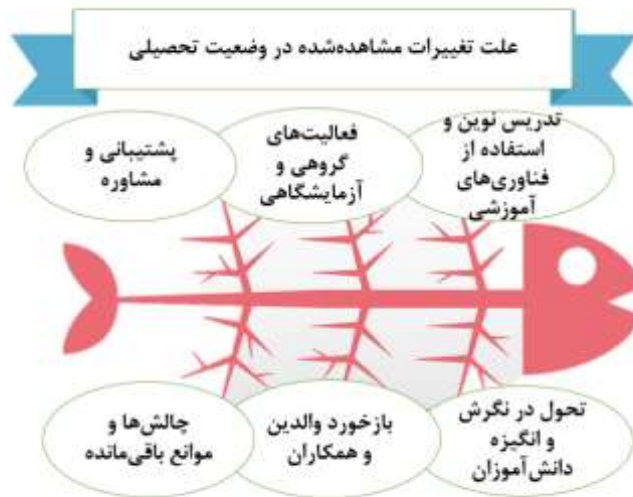 علت تغییرات مشاهده‌شده در وضعیت تحصیلی
تدریس نوین و
استفاده از
فناوری‌های
آموزشی
فعالیت‌های
گروهی و
آزمایشگاهی
پشتیبانی و
مشاوره
تحول در نگرش
و انگیزه
دانش‌آموزان
بازخورد والدین
و همکاران
چالش‌ها و
موانع باقی‌مانده